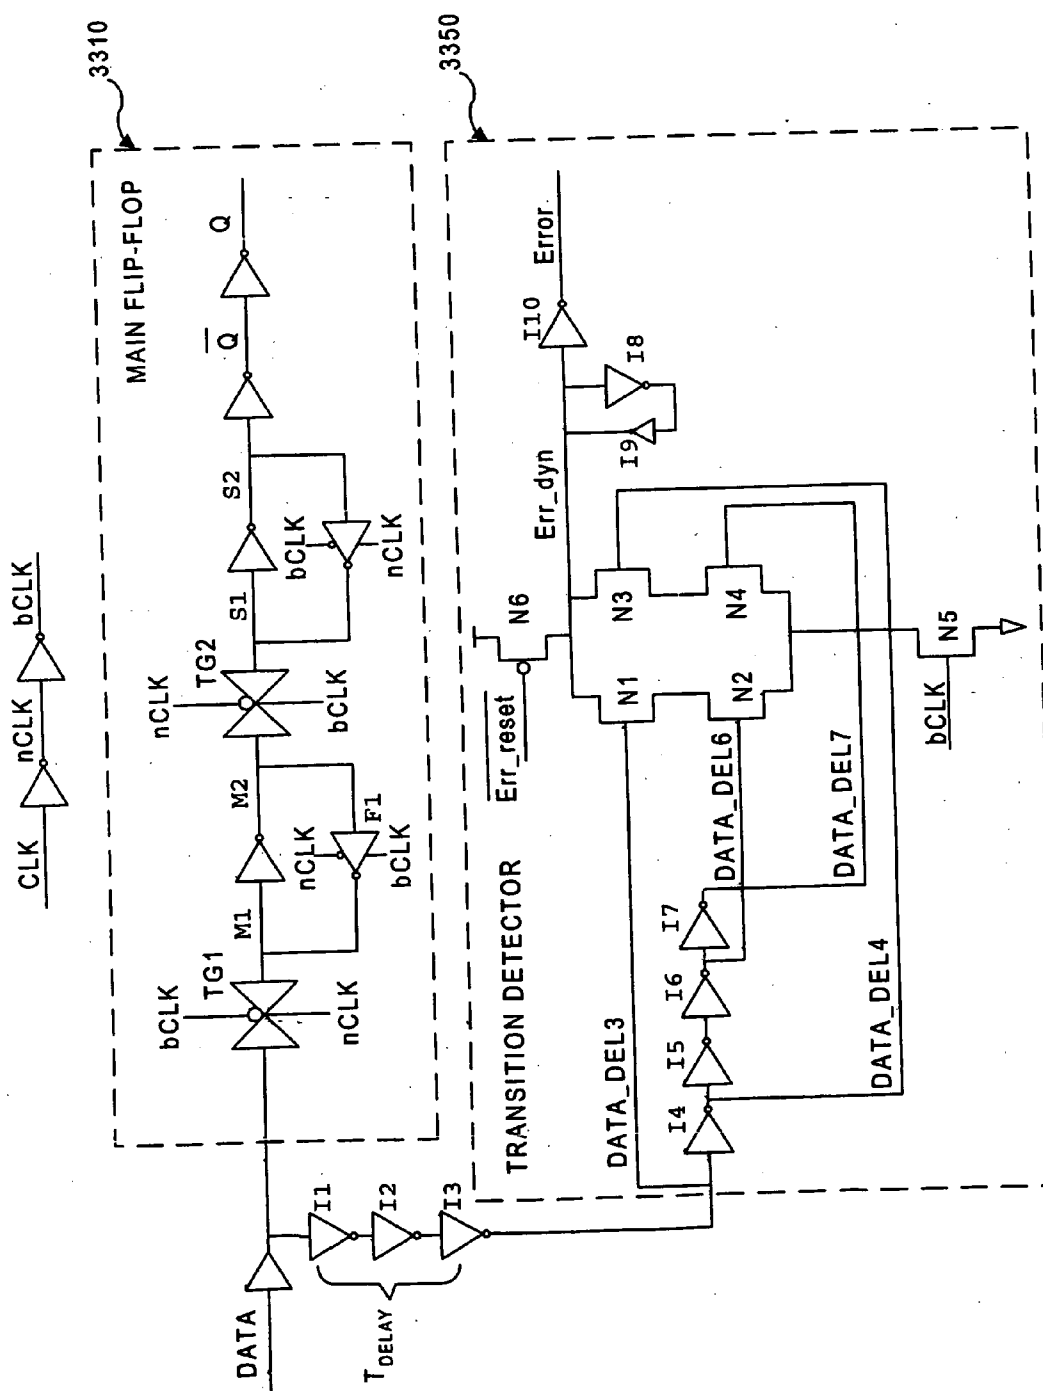 CLK
nCLK
bCLK
3310
MAIN FLIP-FLOP
bCLK
TG1
nCLK
M1
M2
nCLK
F1
bCLK
nCLK
TG2
bCLK
S1
S2
bCLK
nCLK
Q
Q
DATA
I1
I2
I3
TDELAY
3350
TRANSITION DETECTOR
DATA_DEL3
I4
I5
I6
I7
DATA_DEL6
DATA_DEL7
DATA_DEL4
Err_reset
N6
N1
N2
N3
N4
bCLK
N5
Err_dyn
I9
I8
I10
Error